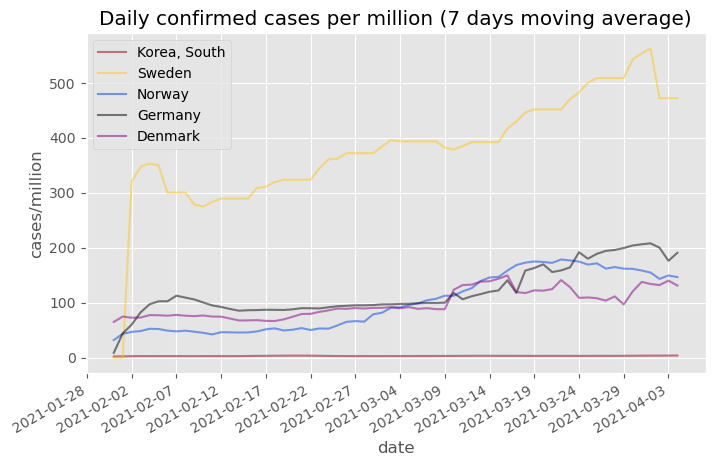 Daily confirmed cases per million (7 days moving average)
Korea, South
Sweden
Norway
Germany
Denmark
cases/million
500
400
300
200
100
0
2021-01-28
2021-02-02
2021-02-07
2021-02-12
2021-02-17
2021-02-22
2021-02-27
2021-03-04
2021-03-09
2021-03-14
2021-03-19
2021-03-24
2021-03-29
2021-04-03
date